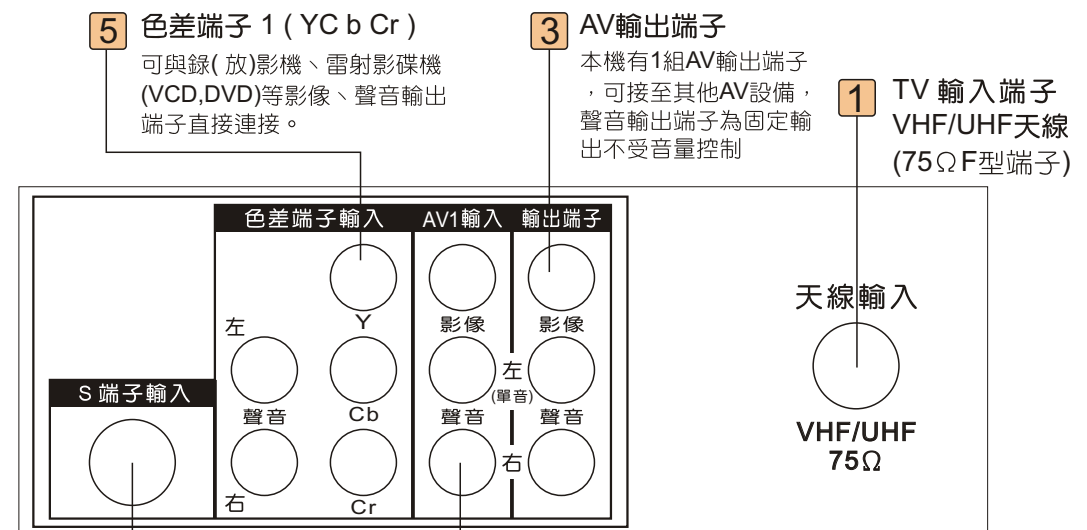 5 色差端子 1 ( YC b Cr )
可與錄( 放)影機、雷射影碟機
(VCD,DVD)等影像、聲音輸出
端子直接連接。
3 AV輸出端子
本機有1組AV輸出端子
，可接至其他AV設備，
聲音輸出端子為固定輸
出不受音量控制
1 TV 輸入端子
VHF/UHF天線
(75Ω F型端子)
色差端子輸入 AV1輸入 輸出端子
Y 影像 影像
左
左
(單音)
聲音 Cb 聲音 聲音
右
右 Cr
S 端子輸入
天線輸入
VHF/UHF
75Ω